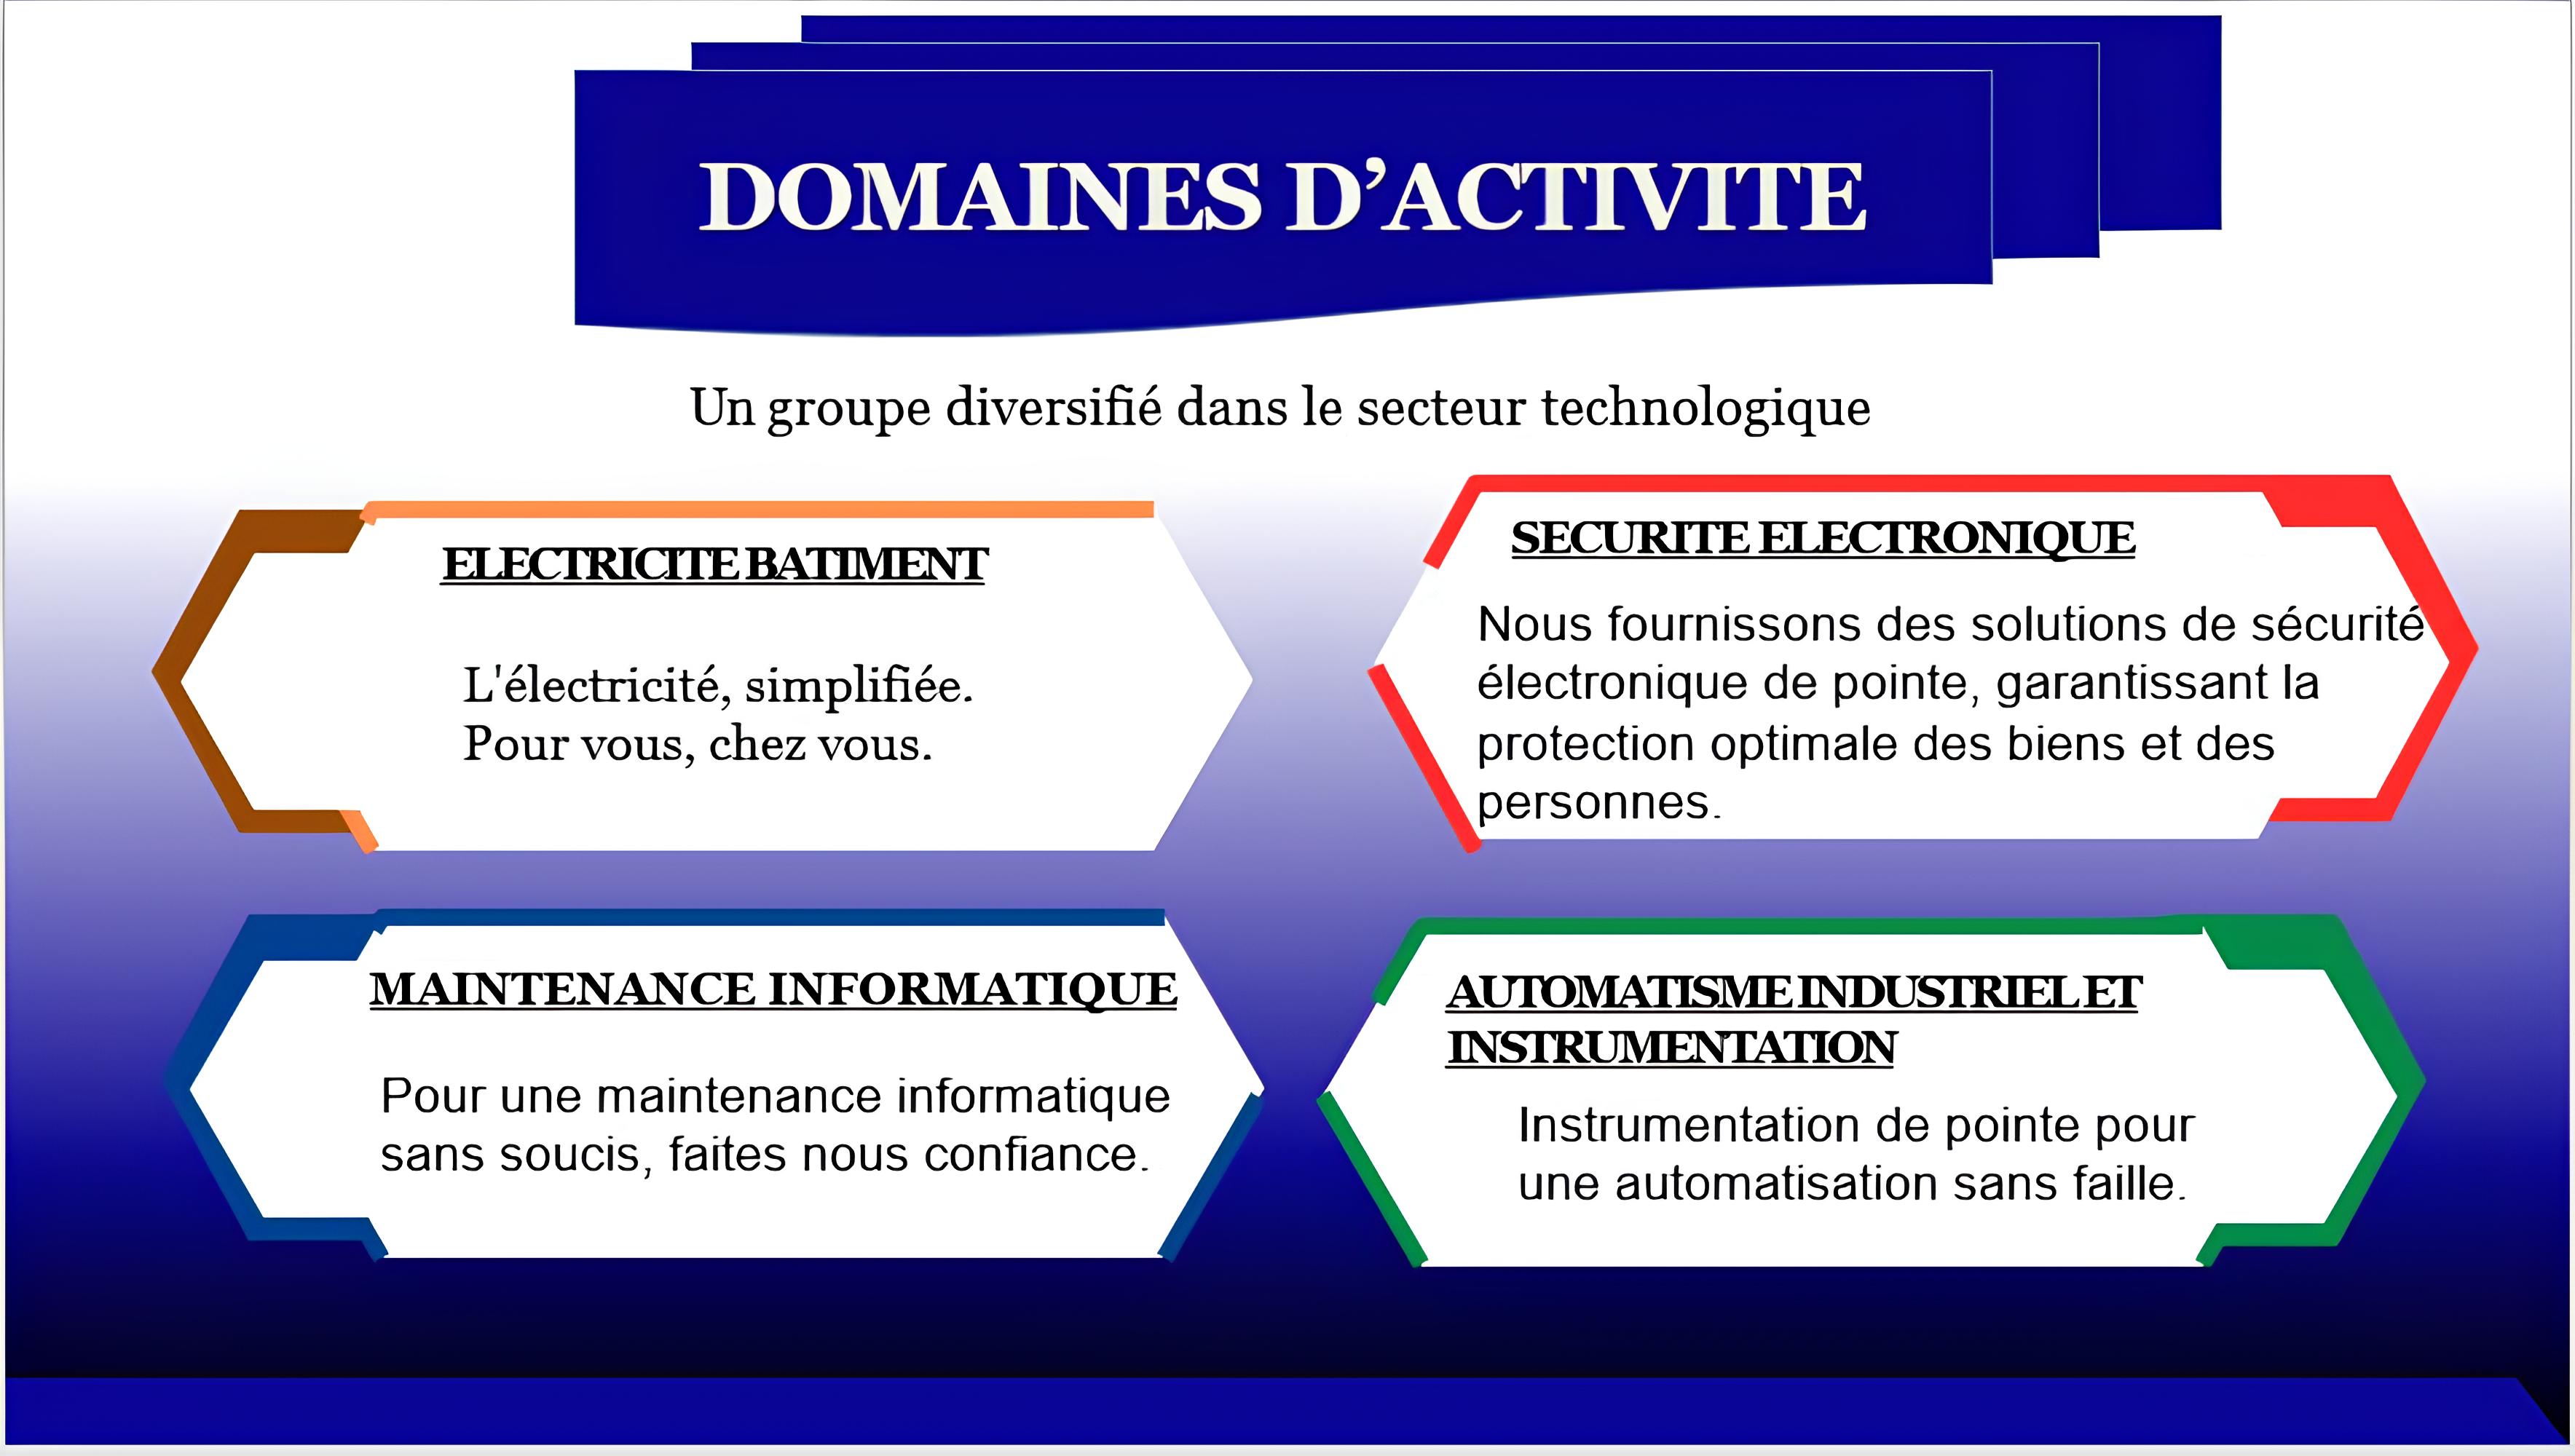 DOMAINES D’ACTIVITE
Un groupe diversifié dans le secteur technologique
ELECTRICITE BATIMENT
L'électricité, simplifiée.
Pour vous, chez vous.
SECURITE ELECTRONIQUE
Nous fournissons des solutions de sécurité
électronique de pointe, garantissant la
protection optimale des biens et des
personnes.
MAINTENANCE INFORMATIQUE
Pour une maintenance informatique
sans soucis, faites nous confiance.
AUTOMATISME INDUSTRIEL ET
INSTRUMENTATION
Instrumentation de pointe pour
une automatisation sans faille.